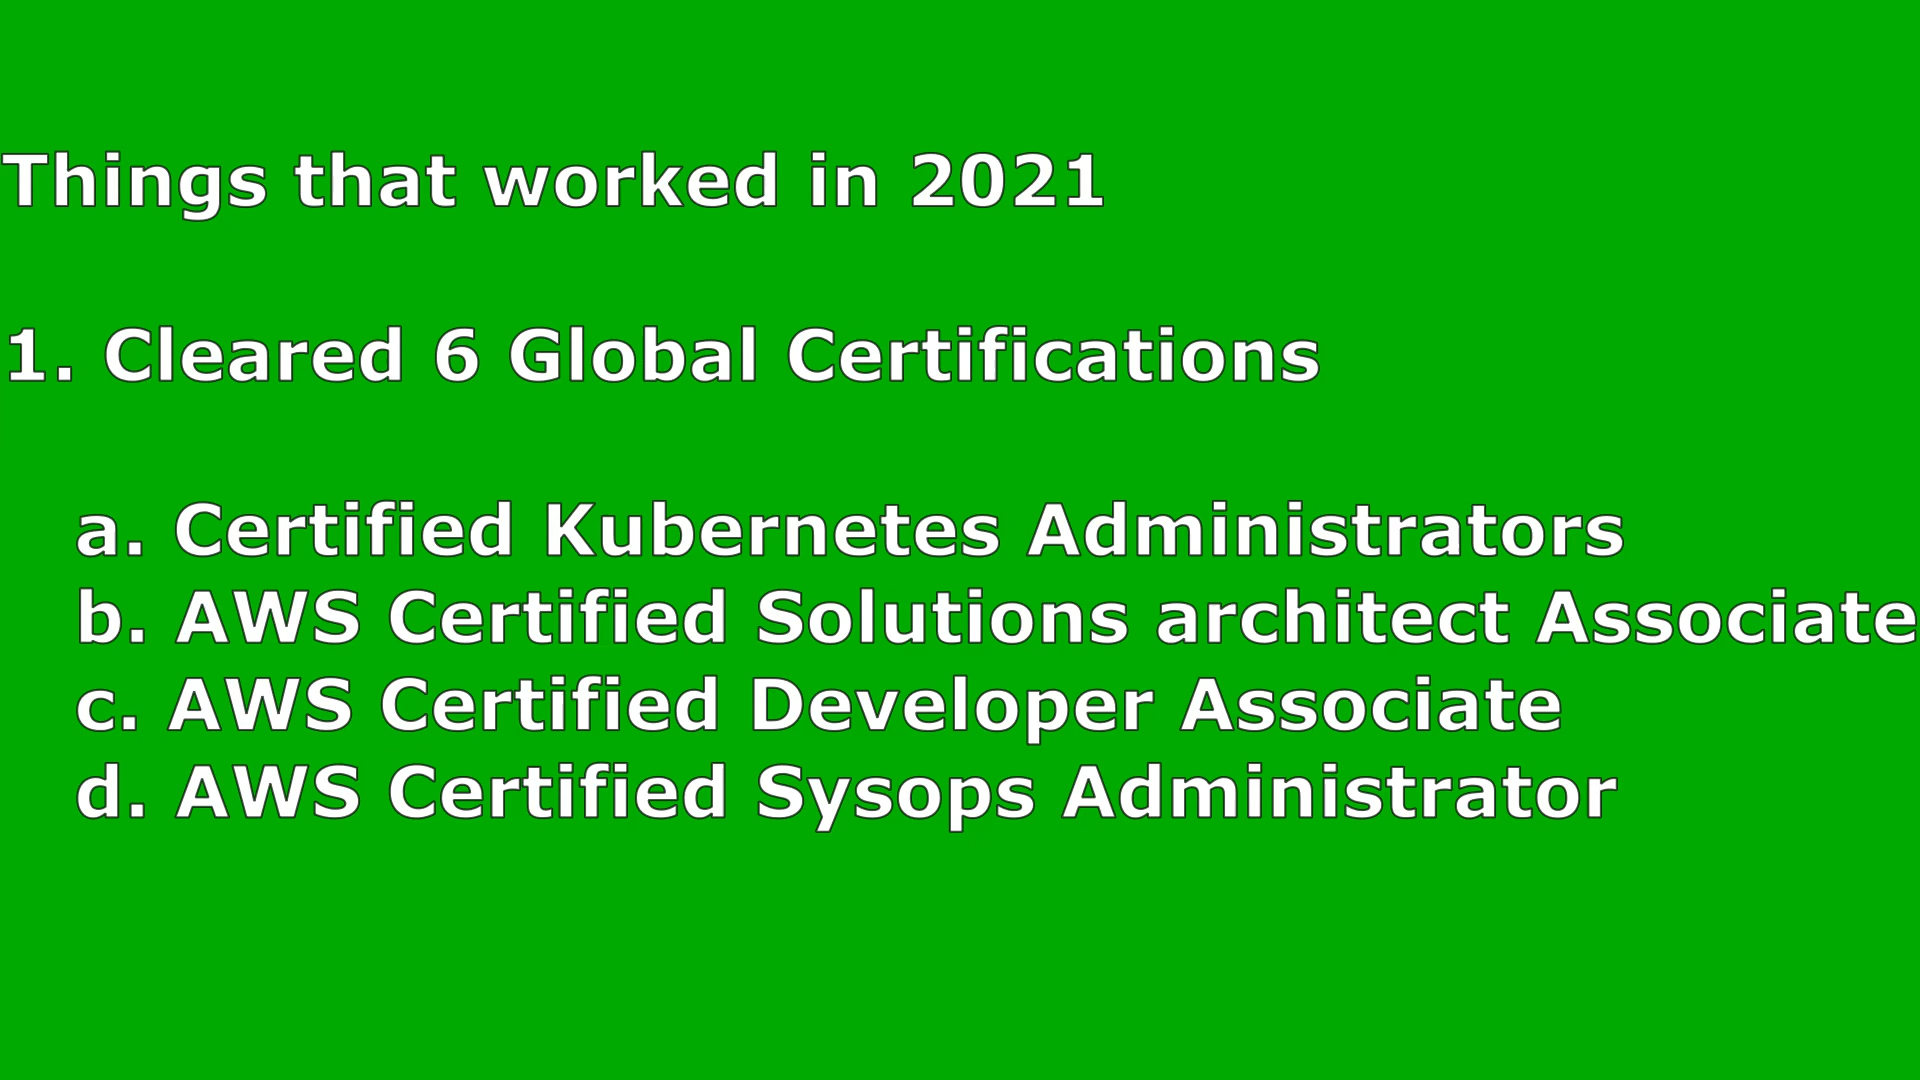 Things that worked in 2021
1. Cleared 6 Global Certifications
a. Certified Kubernetes Administrators
b. AWS Certified Solutions architect Associate
c. AWS Certified Developer Associate
d. AWS Certified Sysops Administrator